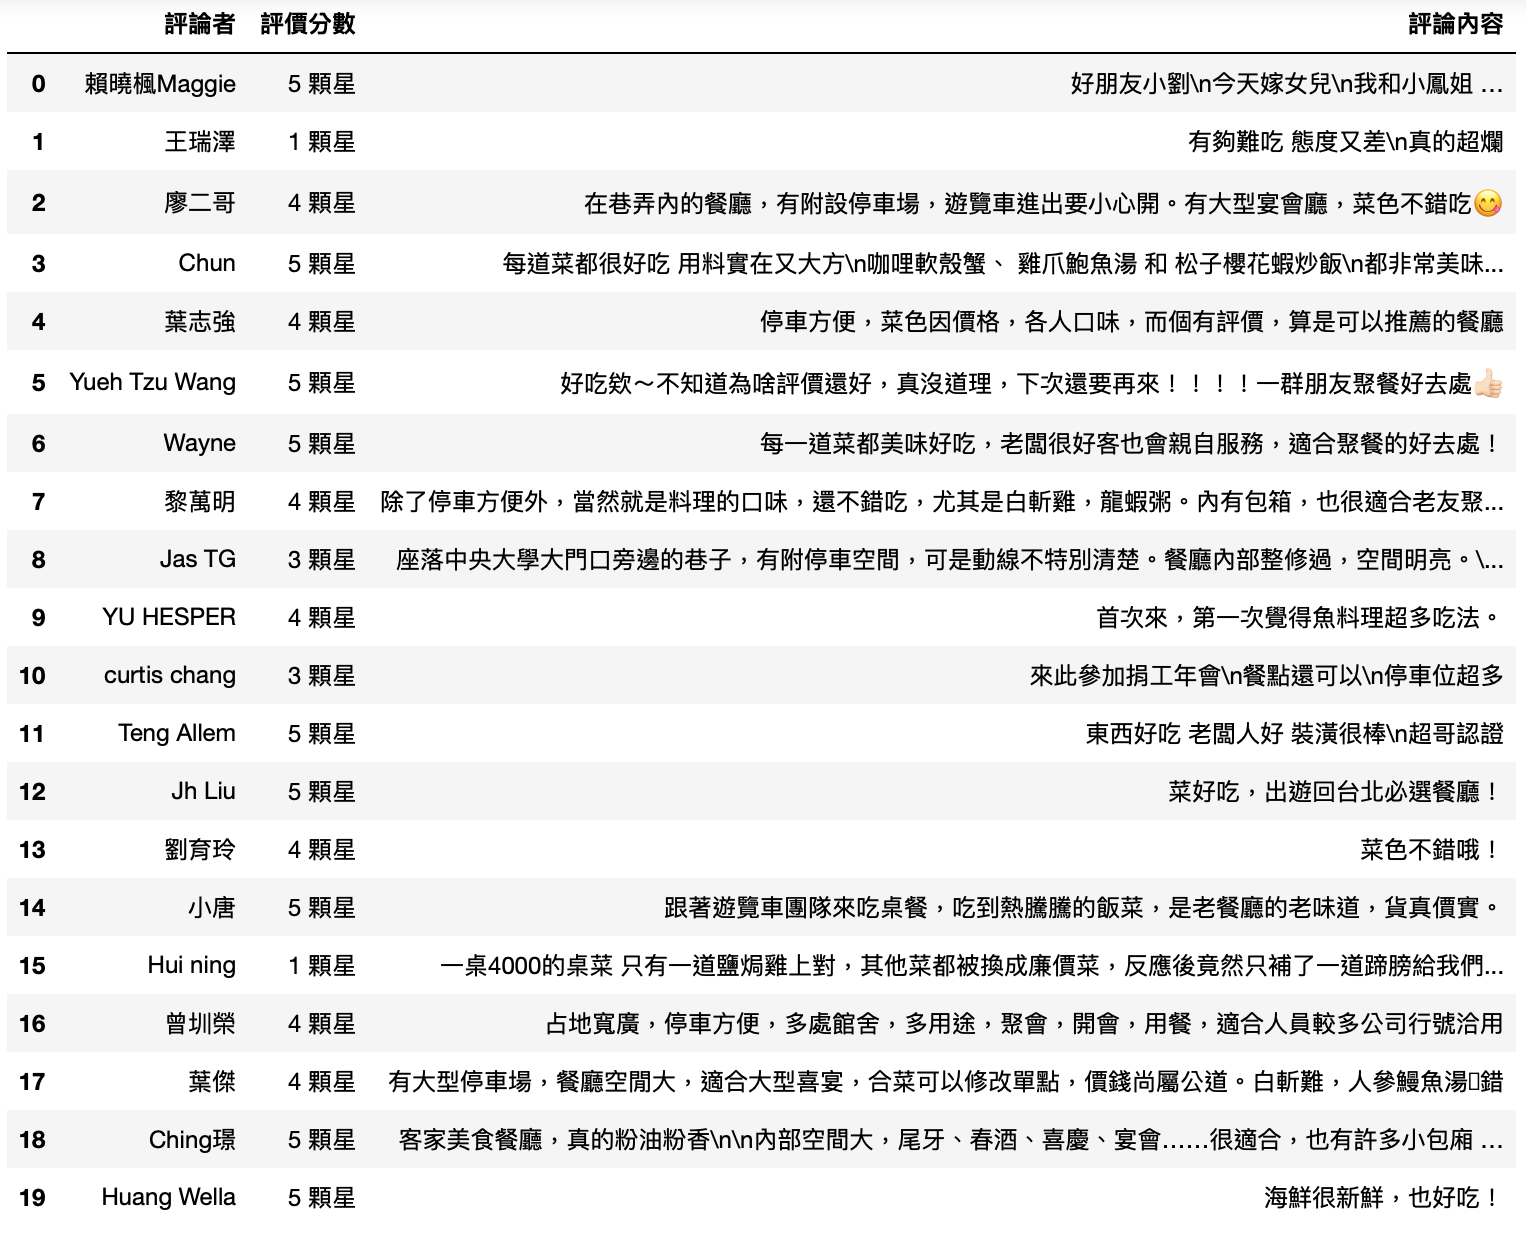 評論者 評價分數 評論內容
0 賴曉楓Maggie 5 顆星 好朋友小劉\n今天嫁女兒\n我和小鳳姐 …
1 王瑞澤 1 顆星 有夠難吃 態度又差\n真的超爛
2 廖二哥 4 顆星 在巷弄內的餐廳，有附設停車場，遊覽車進出要小心開。有大型宴會廳，菜色不錯吃😋
3 Chun 5 顆星 每道菜都很好吃 用料實在又大方\n咖哩軟殼蟹、 雞爪鮑魚湯 和 松子櫻花蝦炒飯\n都非常美味...
4 葉志強 4 顆星 停車方便，菜色因價格，各人口味，而個有評價，算是可以推薦的餐廳
5 Yueh Tzu Wang 5 顆星 好吃欸～不知道為啥評價還好，真沒道理，下次還要再來！！！！一群朋友聚餐好去處👍🏻
6 Wayne 5 顆星 每一道菜都美味好吃，老闆很好客也會親自服務，適合聚餐的好去處！
7 黎萬明 4 顆星 除了停車方便外，當然就是料理的口味，還不錯吃，尤其是白斬雞，龍蝦粥。內有包箱，也很適合老友聚...
8 Jas TG 3 顆星 座落中央大學大門口旁邊的巷子，有附停車空間，可是動線不特別清楚。餐廳內部整修過，空間明亮。\...
9 YU HESPER 4 顆星 首次來，第一次覺得魚料理超多吃法。
10 curtis chang 3 顆星 來此參加捐工年會\n餐點還可以\n停車位超多
11 Teng Allem 5 顆星 東西好吃 老闆人好 裝潢很棒\n超哥認證
12 Jh Liu 5 顆星 菜好吃，出遊回台北必選餐廳！
13 劉育玲 4 顆星 菜色不錯哦！
14 小唐 5 顆星 跟著遊覽車團隊來吃桌餐，吃到熱騰騰的飯菜，是老餐廳的老味道，貨真價實。
15 Hui ning 1 顆星 一桌4000的桌菜 只有一道鹽焗雞上對，其他菜都被換成廉價菜，反應後竟然只補了一道蹄膀給我們...
16 曾圳榮 4 顆星 占地寬廣，停車方便，多處館舍，多用途，聚會，開會，用餐，適合人員較多公司行號洽用
17 葉傑 4 顆星 有大型停車場，餐廳空間大，適合大型喜宴，合菜可以修改單點，價錢尚屬公道。白斬難，人參鰻魚湯▯錯
18 Ching璟 5 顆星 客家美食餐廳，真的粉油粉香\n\n內部空間大，尾牙、春酒、喜慶、宴會……很適合，也有許多小包廂 …
19 Huang Wella 5 顆星 海鮮很新鮮，也好吃！